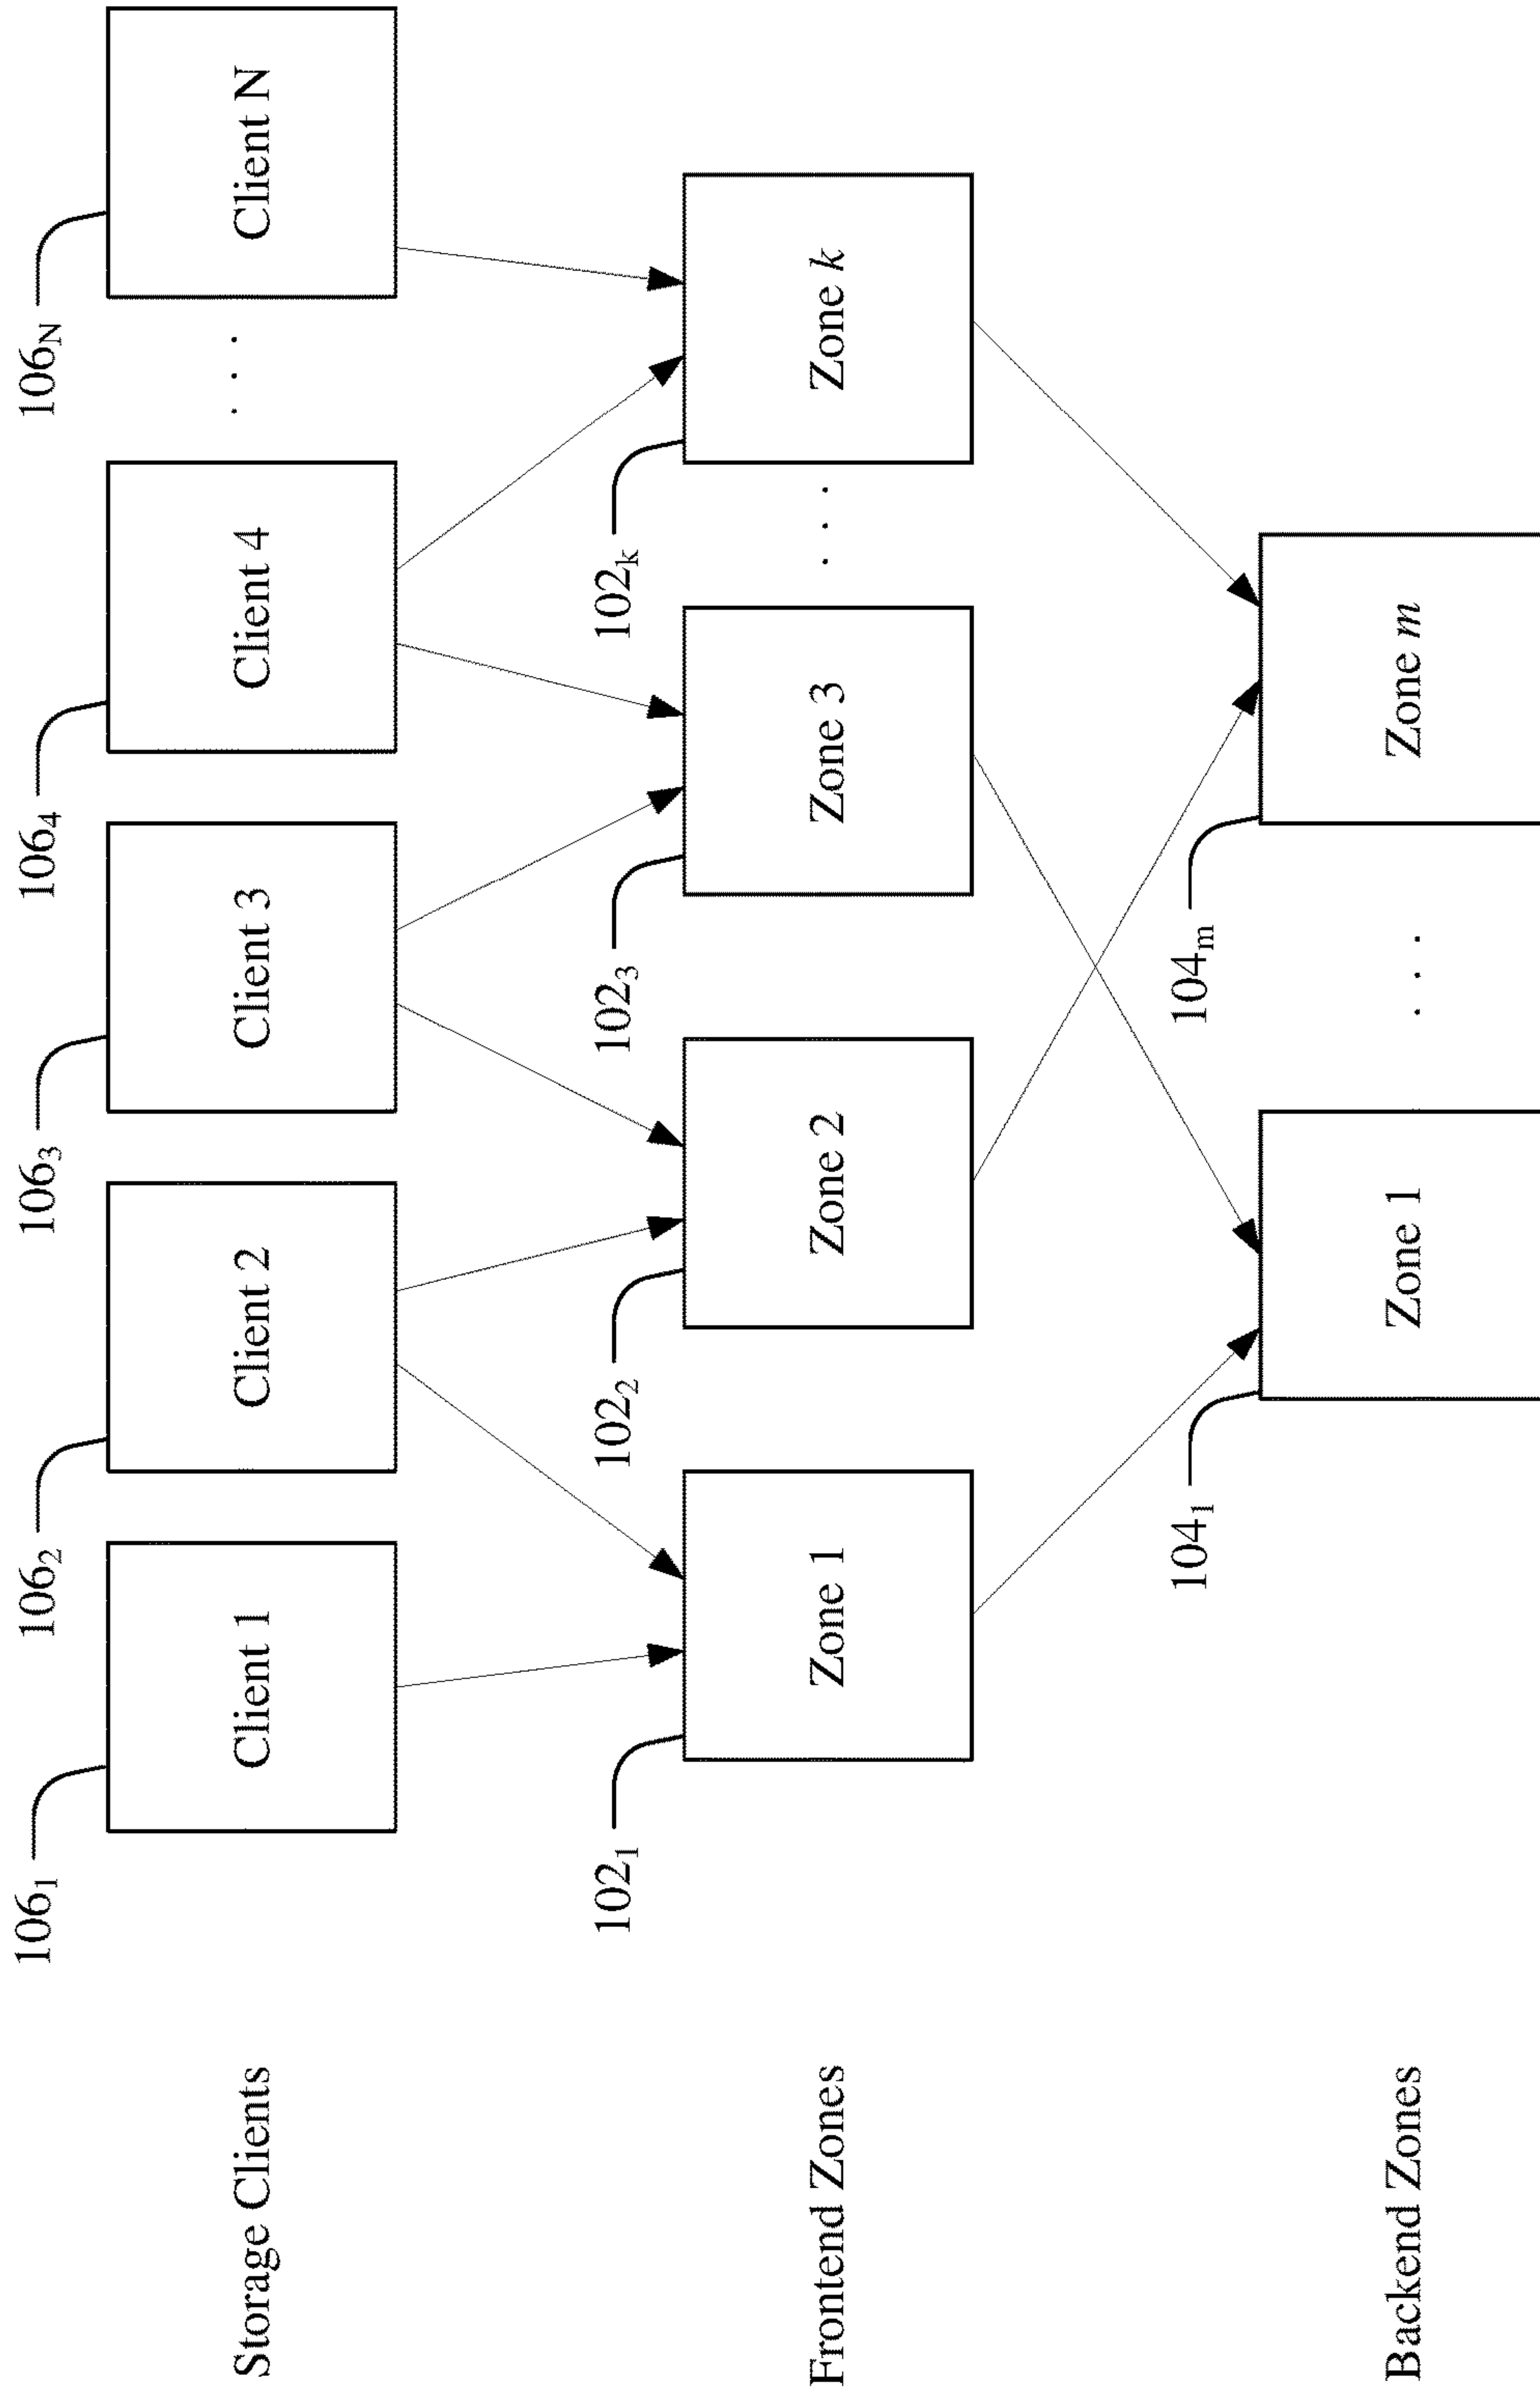 106₁ 106₂ 106₃ 106₄ 106N
Storage Clients Client 1 Client 2 Client 3 Client 4 . . . Client N
102₁ 102₂ 102₃ 102k
Frontend Zones Zone 1 Zone 2 Zone 3 . . . Zone k
104₁ 104m
Backend Zones Zone 1 . . . Zone m